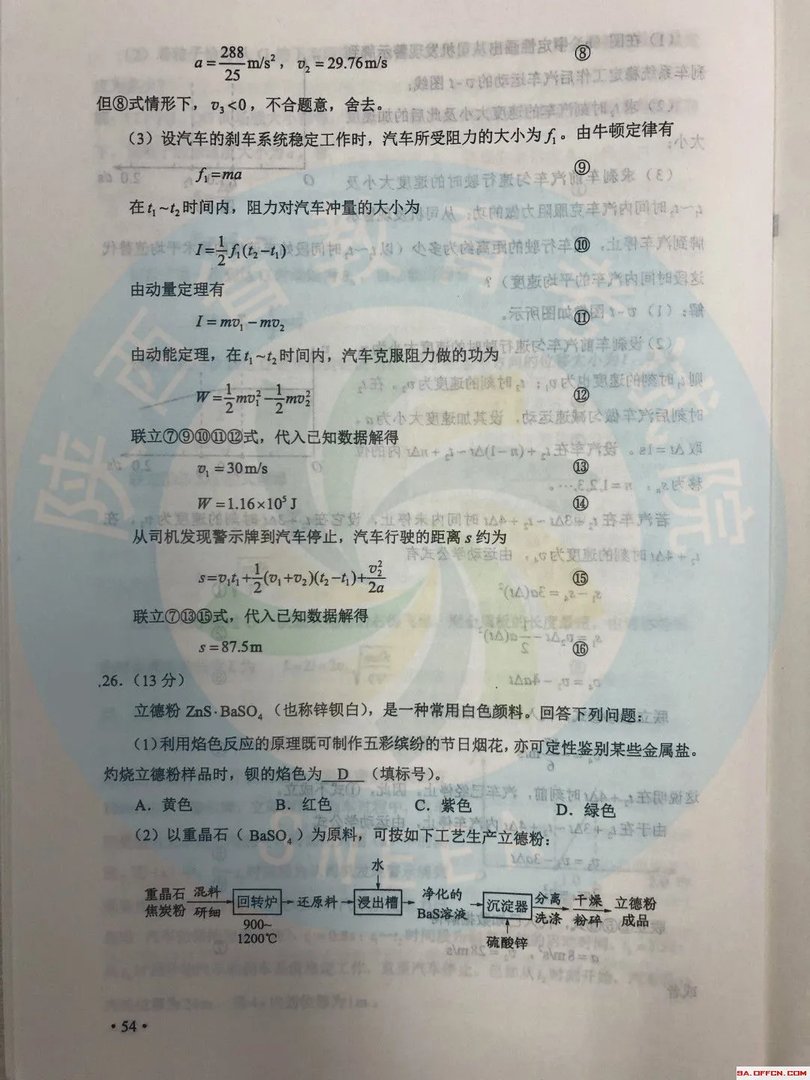 a=288/25 m/s², v₂=29.76m/s ⑧
但⑧式情形下，v₃<0，不合题意，舍去。
（3）设汽车的刹车系统稳定工作时，汽车所受阻力的大小为f₁。由牛顿定律有
f₁=ma ⑨
在t₁~t₂时间内，阻力对汽车冲量的大小为
I=1/2 f₁(t₂−t₁) ⑩
由动量定理有
I=mv₁−mv₂ ⑪
由动能定理，在t₁~t₂时间内，汽车克服阻力做的功为
W=1/2 mv₁²−1/2 mv₂² ⑫
联立⑦⑨⑩⑪⑫式，代入已知数据解得
v₁=30m/s ⑬
W=1.16×10⁵J ⑭
从司机发现警示牌到汽车停止，汽车行驶的距离s约为
s=v₁t₁+1/2(v₁+v₂)(t₂−t₁)+v₂²/2a ⑮
联立⑦⑬⑮式，代入已知数据解得
s=87.5m ⑯
26.（13分）
立德粉ZnS·BaSO₄（也称锌钡白），是一种常用白色颜料。回答下列问题：
（1）利用焰色反应的原理既可制作五彩缤纷的节日烟花，亦可定性鉴别某些金属盐。
灼烧立德粉样品时，钡的焰色为 D （填标号）。
A．黄色 B．红色 C．紫色 D．绿色
（2）以重晶石（BaSO₄）为原料，可按如下工艺生产立德粉：
水
重晶石 混料 净化的 分离 干燥 立德粉
回转炉 还原料 浸出槽 沉淀器
焦炭粉 研细 BaS溶液 洗涤 粉碎 成品
900~
1200℃ 硫酸锌
·54·
SA.OFFCN.COM